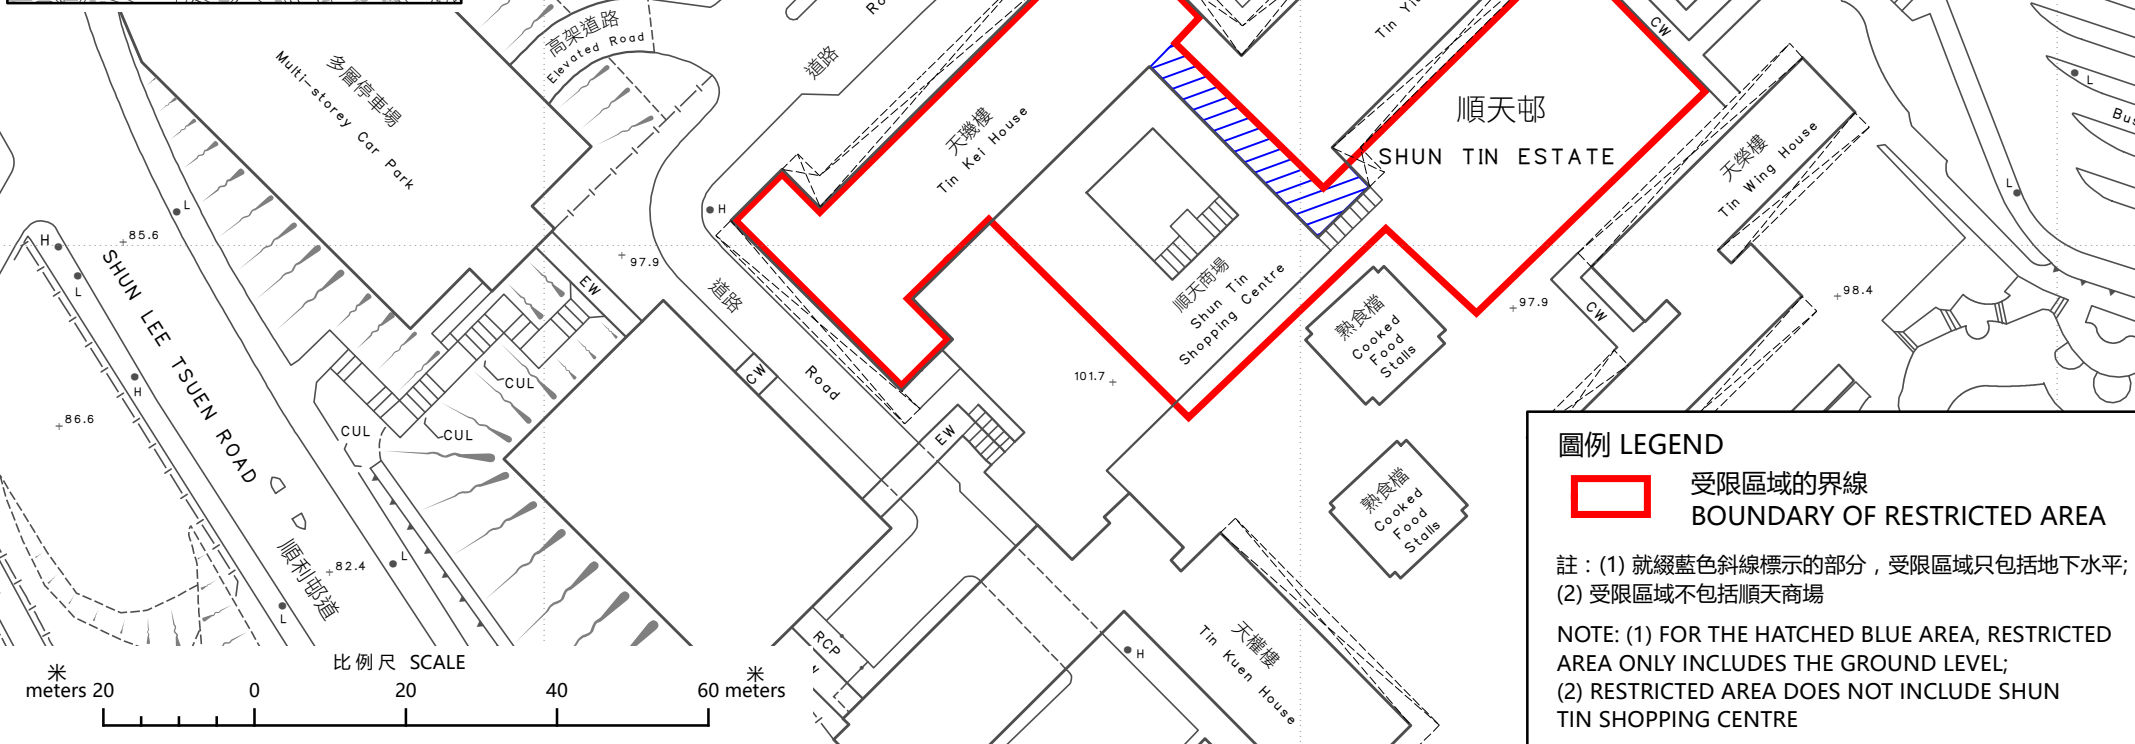 高架道路
Elevated Road
道路
Ro
Tin Yi
CW
L
Bus
多層停車場
Multi-storey Car Park
天璣樓
Tin Kei House
順天邨
SHUN TIN ESTATE
天榮樓
Tin Wing House
L
L
H
85.6
H
L
97.9
EW
道路
Road
CW
順天商場
Shun Tin
Shopping Centre
熟食檔
Cooked
Food
Stalls
97.9
CW
98.4
SHUN LEE TSUEN ROAD
順利邨道
H
86.6
CUL
CUL
CUL
101.7
EW
熟食檔
Cooked
Food
Stalls
82.4
L
L
RCP
W
H
天權樓
Tin Kuen House
比例尺 SCALE
米
meters 20 0 20 40 60 meters
米
圖例 LEGEND
受限區域的界線
BOUNDARY OF RESTRICTED AREA
註：(1) 就綴藍色斜線標示的部分，受限區域只包括地下水平;
(2) 受限區域不包括順天商場
NOTE: (1) FOR THE HATCHED BLUE AREA, RESTRICTED
AREA ONLY INCLUDES THE GROUND LEVEL;
(2) RESTRICTED AREA DOES NOT INCLUDE SHUN
TIN SHOPPING CENTRE